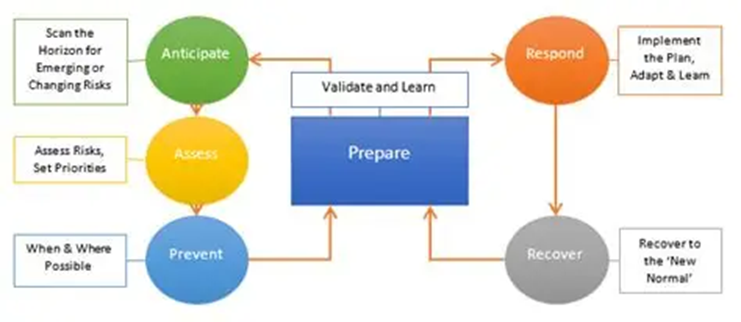 Scan the
Horizon for
Emerging or
Changing Risks
Anticipate
Assess Risks,
Set Priorities
Assess
When & Where
Possible
Prevent
Validate and Learn
Prepare
Respond
Implement
the Plan,
Adapt & Learn
Recover
Recover to
the ‘New
Normal’